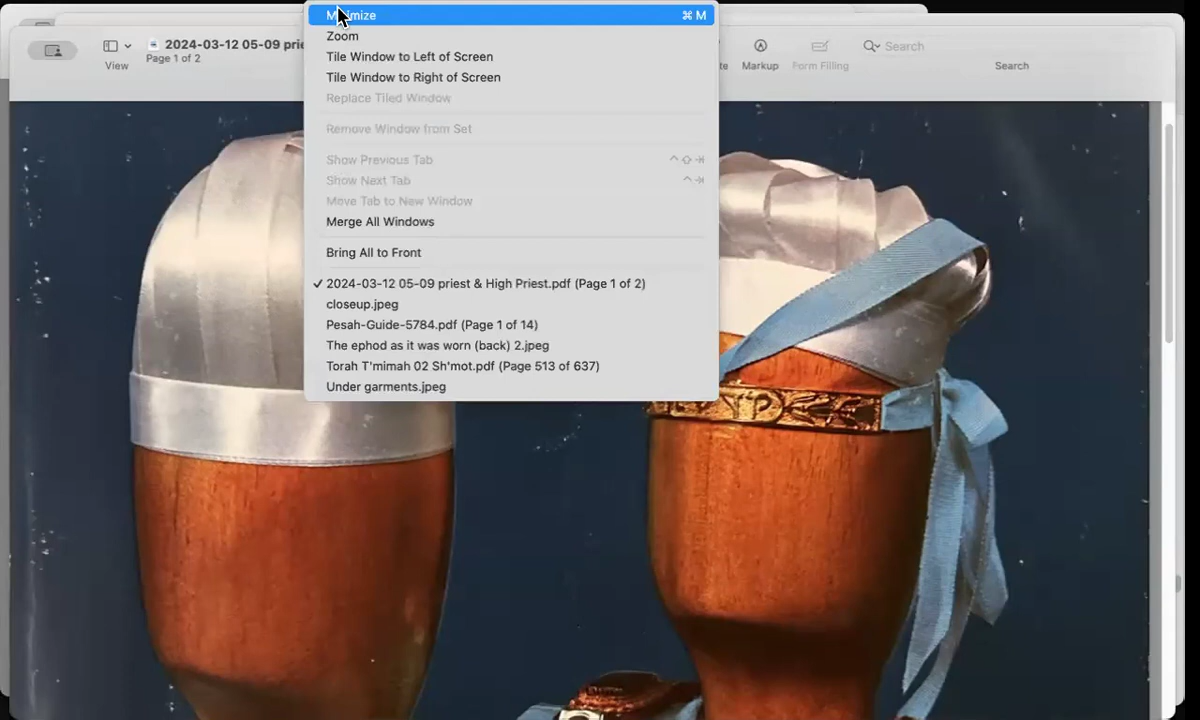 2024-03-12 05-09 prie
View
Page 1 of 2
Markup
Form Filling
Search
Search
Minimize ⌘ M
Zoom
Tile Window to Left of Screen
Tile Window to Right of Screen
Replace Tiled Window
Remove Window from Set
Show Previous Tab
Show Next Tab
Move Tab to New Window
Merge All Windows
Bring All to Front
✓ 2024-03-12 05-09 priest & High Priest.pdf (Page 1 of 2)
closeup.jpeg
Pesah-Guide-5784.pdf (Page 1 of 14)
The ephod as it was worn (back) 2.jpeg
Torah T'mimah 02 Sh'mot.pdf (Page 513 of 637)
Under garments.jpeg